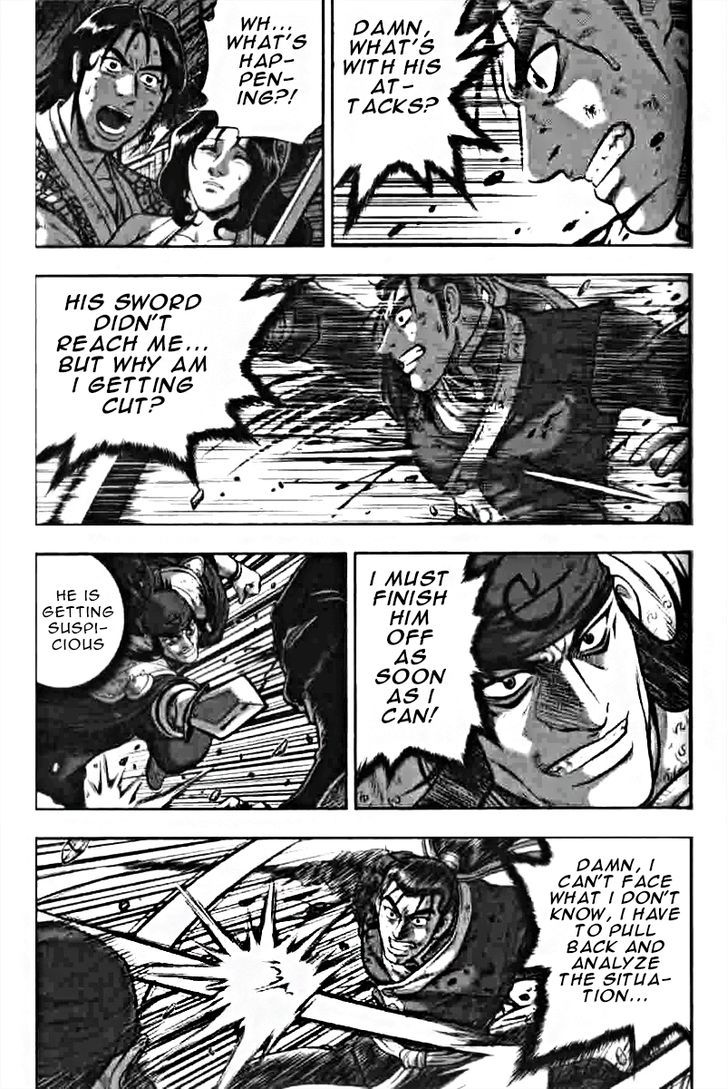 DAMN,
WHAT'S
WITH HIS
AT-
TACKS?
WH...
WHAT'S
HAP-
PEN-
ING?!
HIS SWORD
DIDN'T
REACH ME...
BUT WHY AM
I GETTING
CUT?
I MUST
FINISH
HIM
OFF
AS
SOON
AS I
CAN!
HE IS
GETTING
SUSPI-
CIOUS
DAMN, I
CAN'T FACE
WHAT I DON'T
KNOW, I HAVE
TO PULL
BACK AND
ANALYZE
THE SITUA-
TION...